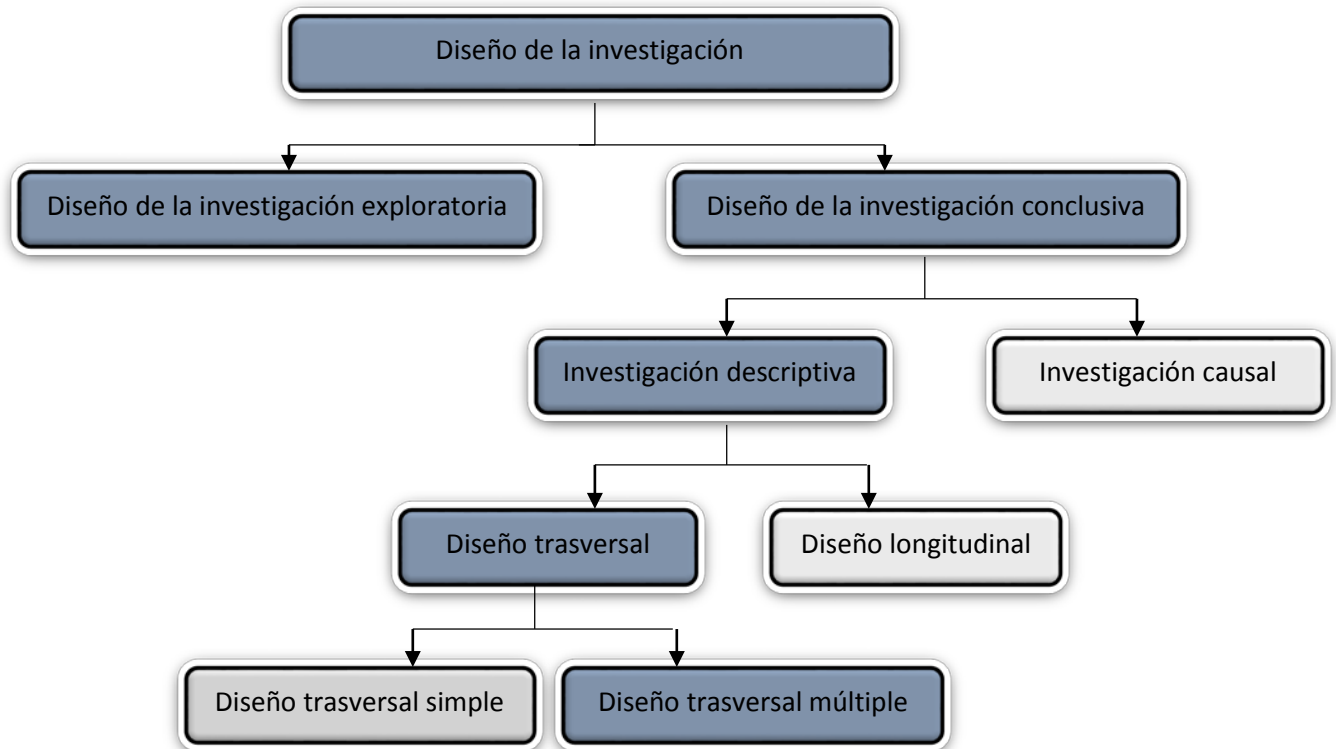 Diseño de la investigación
Diseño de la investigación exploratoria
Diseño de la investigación conclusiva
Investigación descriptiva
Investigación causal
Diseño trasversal
Diseño longitudinal
Diseño trasversal simple
Diseño trasversal múltiple